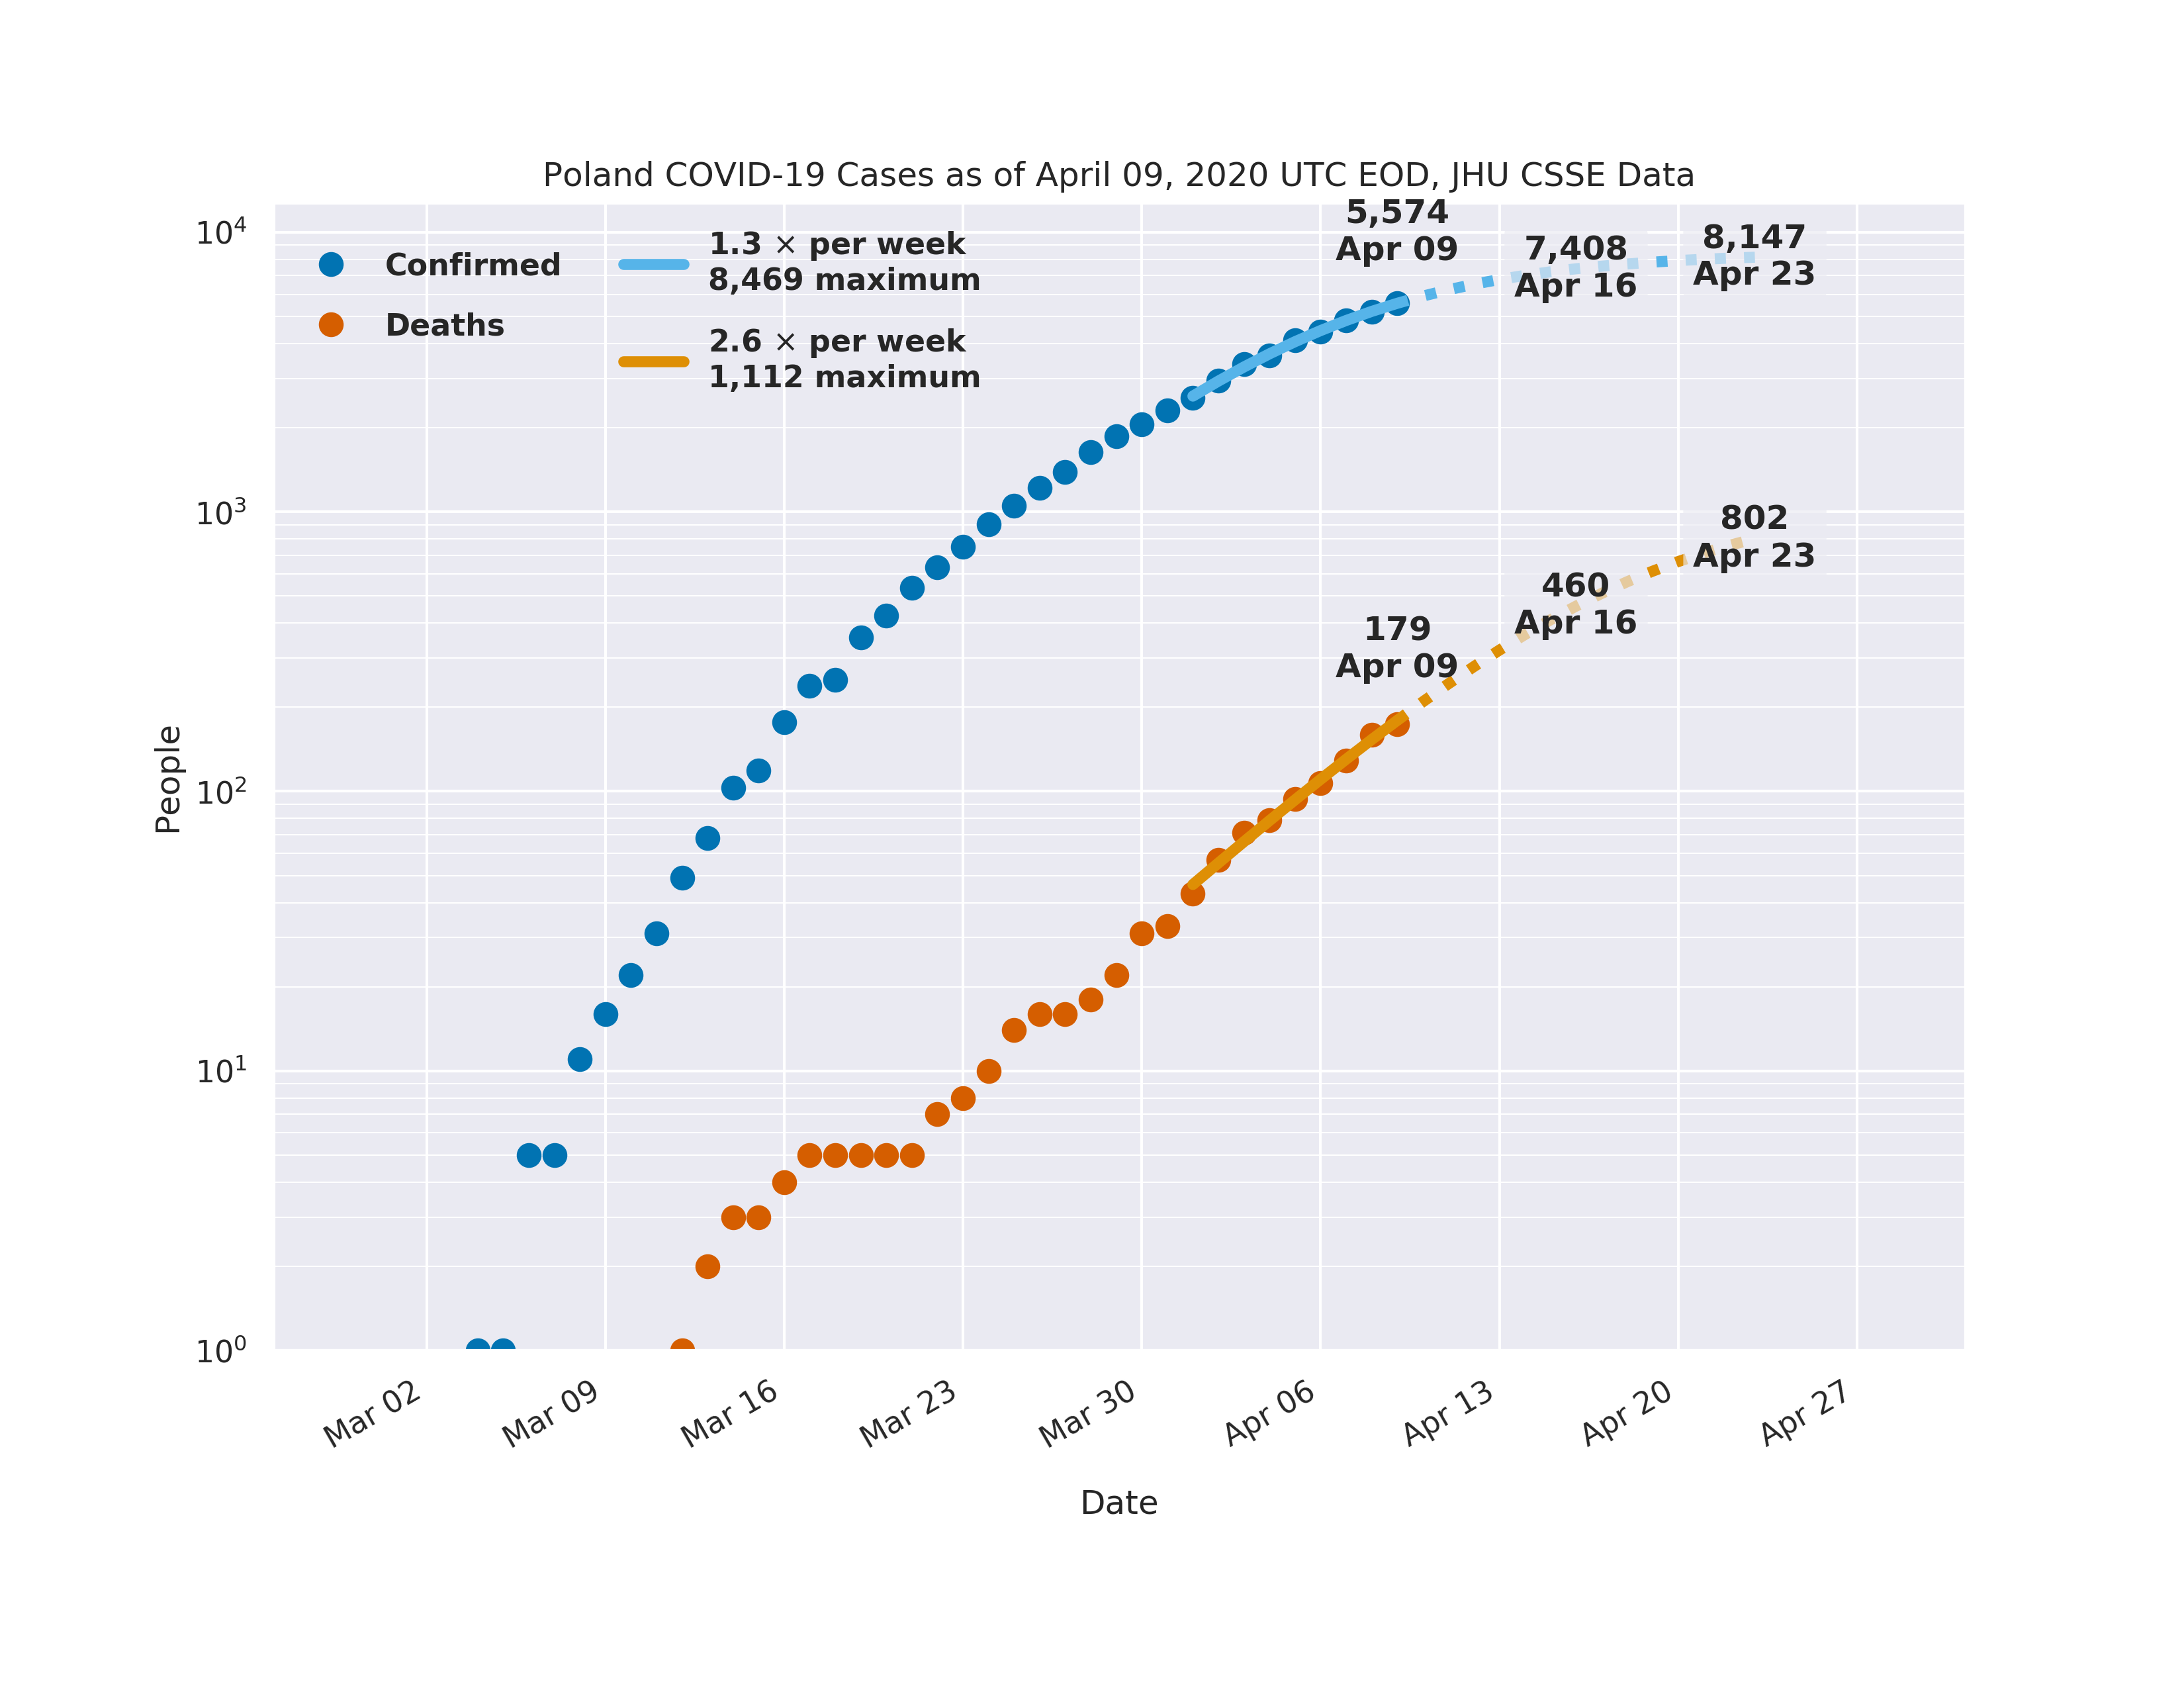 Poland COVID-19 Cases as of April 09, 2020 UTC EOD, JHU CSSE Data
Confirmed
Deaths
1.3 × per week
8,469 maximum
2.6 × per week
1,112 maximum
5,574
Apr 09
7,408
Apr 16
8,147
Apr 23
179
Apr 09
460
Apr 16
802
Apr 23
People
10⁴
10³
10²
10¹
10⁰
Mar 02
Mar 09
Mar 16
Mar 23
Mar 30
Apr 06
Apr 13
Apr 20
Apr 27
Date